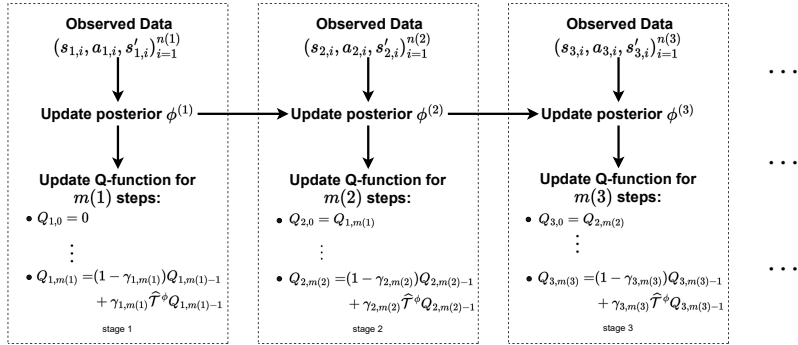 Observed Data
(s_{1,i}, a_{1,i}, s'_{1,i})_{i=1}^{n(1)}
Update posterior ϕ^{(1)}
Update Q-function for
m(1) steps:
• Q_{1,0} = 0
⋮
• Q_{1,m(1)} =(1 − γ_{1,m(1)})Q_{1,m(1)−1}
+ γ_{1,m(1)} \widehat{T}^ϕ Q_{1,m(1)−1}
stage 1
Observed Data
(s_{2,i}, a_{2,i}, s'_{2,i})_{i=1}^{n(2)}
Update posterior ϕ^{(2)}
Update Q-function for
m(2) steps:
• Q_{2,0} = Q_{1,m(1)}
⋮
• Q_{2,m(2)} =(1 − γ_{2,m(2)})Q_{2,m(2)−1}
+ γ_{2,m(2)} \widehat{T}^ϕ Q_{2,m(2)−1}
stage 2
Observed Data
(s_{3,i}, a_{3,i}, s'_{3,i})_{i=1}^{n(3)}
Update posterior ϕ^{(3)}
Update Q-function for
m(3) steps:
• Q_{3,0} = Q_{2,m(2)}
⋮
• Q_{3,m(3)} =(1 − γ_{3,m(3)})Q_{3,m(3)−1}
+ γ_{3,m(3)} \widehat{T}^ϕ Q_{3,m(3)−1}
stage 3
. . .
. . .
. . .